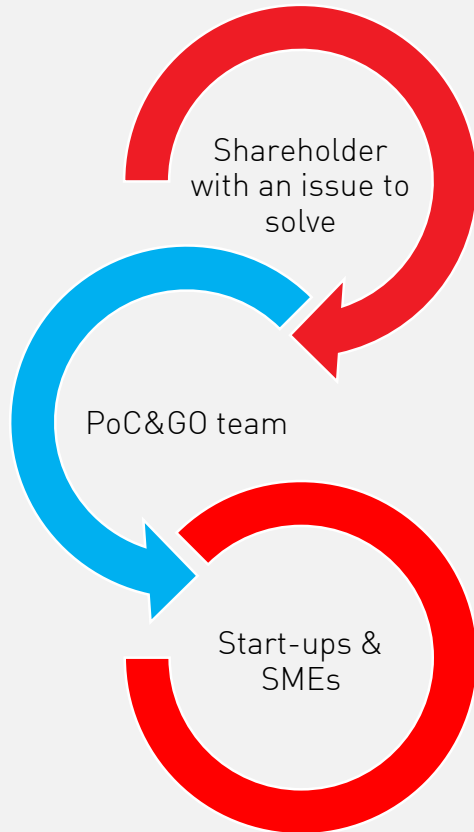 Shareholder
with an issue to
solve
PoC&GO team
Start-ups &
SMEs